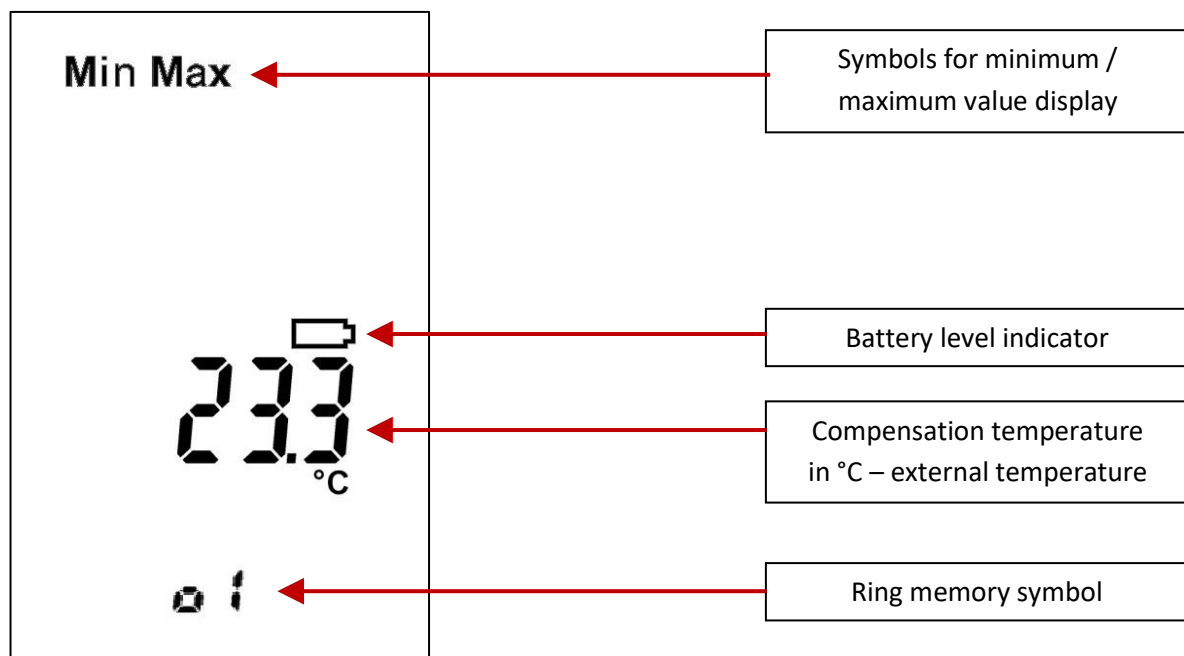 Min Max
Symbols for minimum /
maximum value display
Battery level indicator
23.3
°C
Compensation temperature
in °C – external temperature
o1
Ring memory symbol